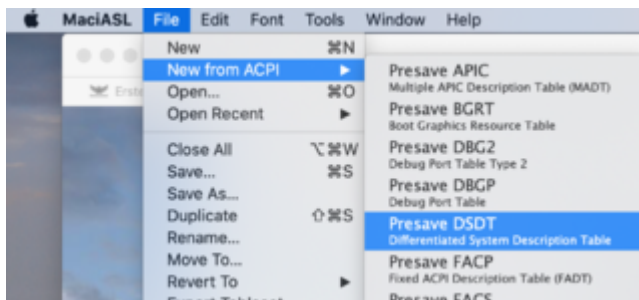 MaciASL File Edit Font Tools Window Help
New ⌘N
New from ACPI ▶
Open... ⌘O
Open Recent ▶
Close All ⌥⌘W
Save... ⌘S
Save As...
Duplicate ⇧⌘S
Rename...
Move To...
Revert To ▶
Presave APIC
Multiple APIC Description Table (MADT)
Presave BGRT
Boot Graphics Resource Table
Presave DBG2
Debug Port Table Type 2
Presave DBGP
Debug Port Table
Presave DSDT
Differentiated System Description Table
Presave FACP
Fixed ACPI Description Table (FADT)
Presave FACS